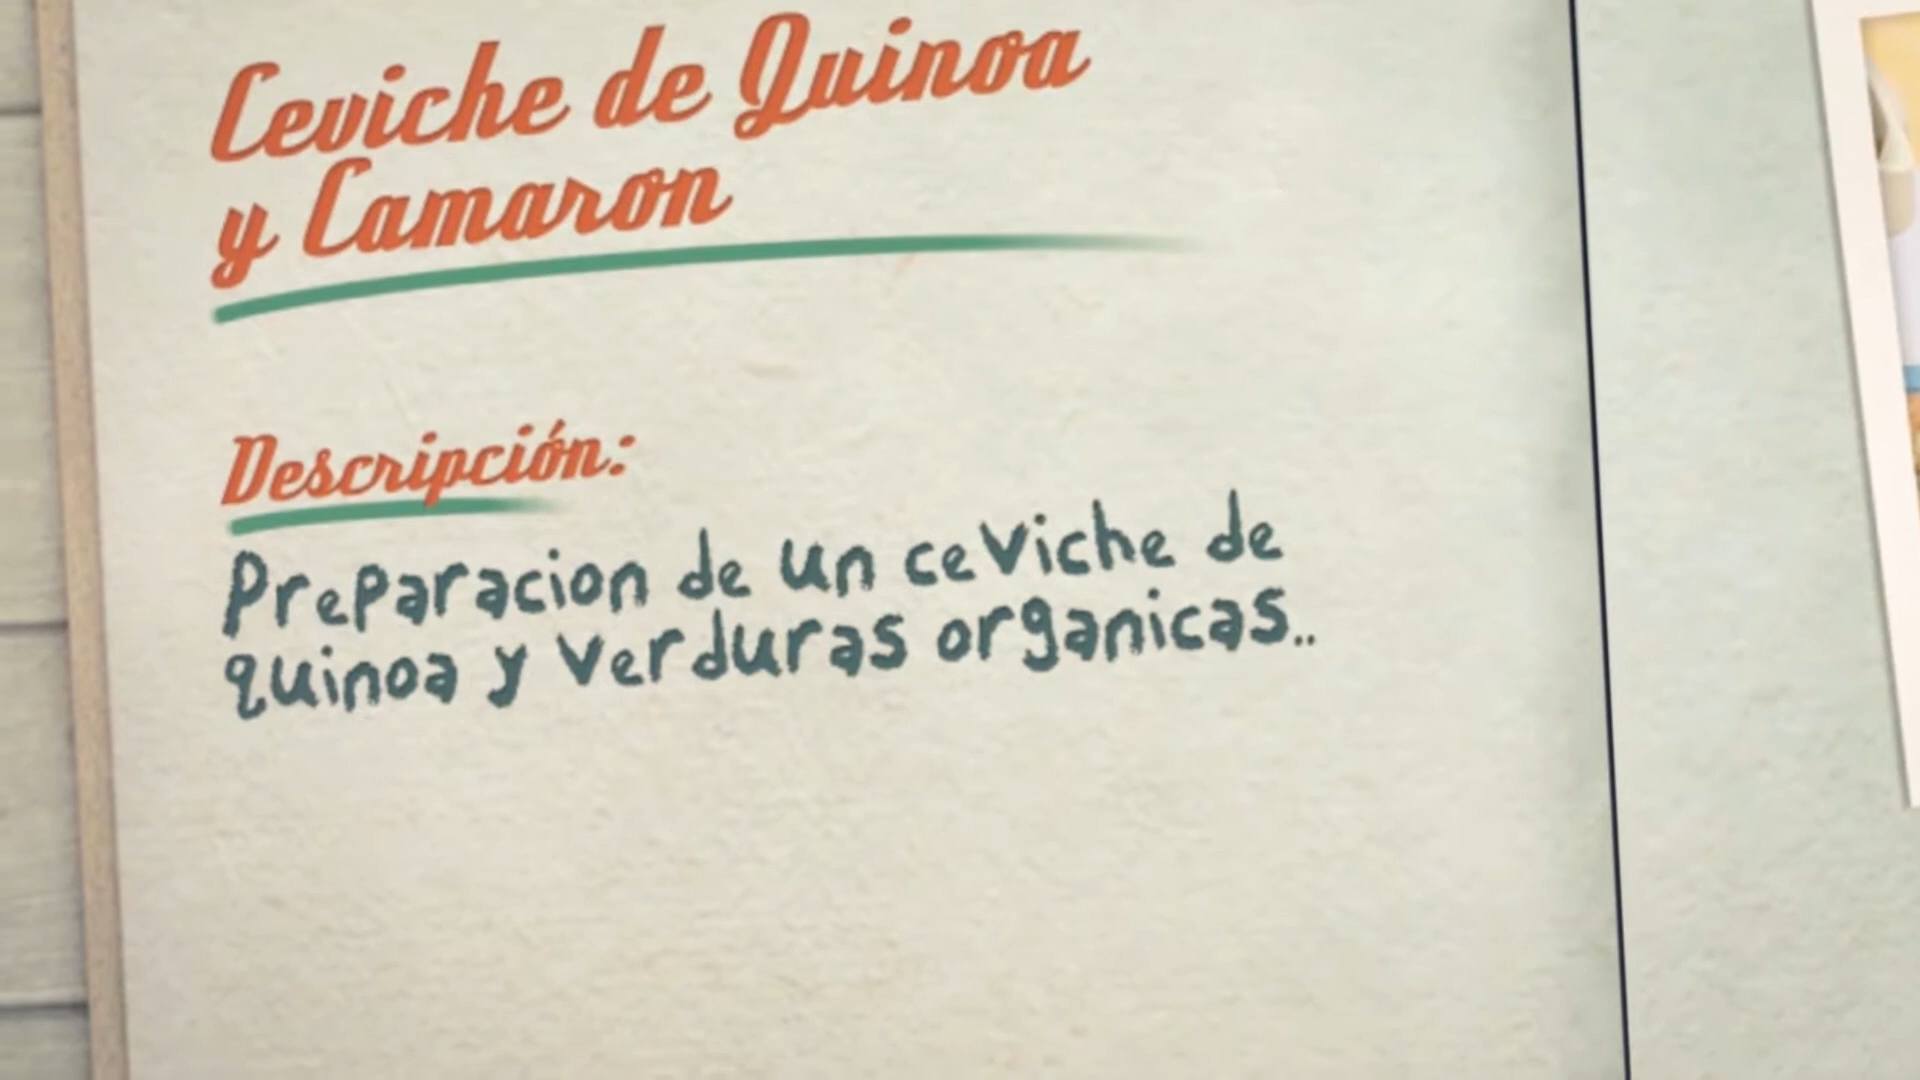 Ceviche de Quinoa
y Camaron
Descripción:
Preparacion de un ceviche de
quinoa y verduras organicas..